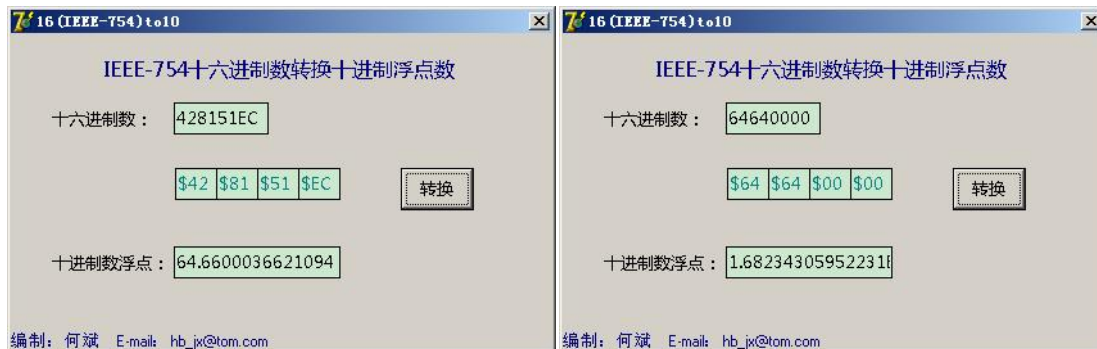 16(IEEE-754)to10
IEEE-754十六进制数转换十进制浮点数
十六进制数：
428151EC
$42 $81 $51 $EC
转换
十进制数浮点：
64.6600036621094
编制：何斌 E-mail: hb_jx@tom.com
16(IEEE-754)to10
IEEE-754十六进制数转换十进制浮点数
十六进制数：
64640000
$64 $64 $00 $00
转换
十进制数浮点：
1.68234305952231E
编制：何斌 E-mail: hb_jx@tom.com